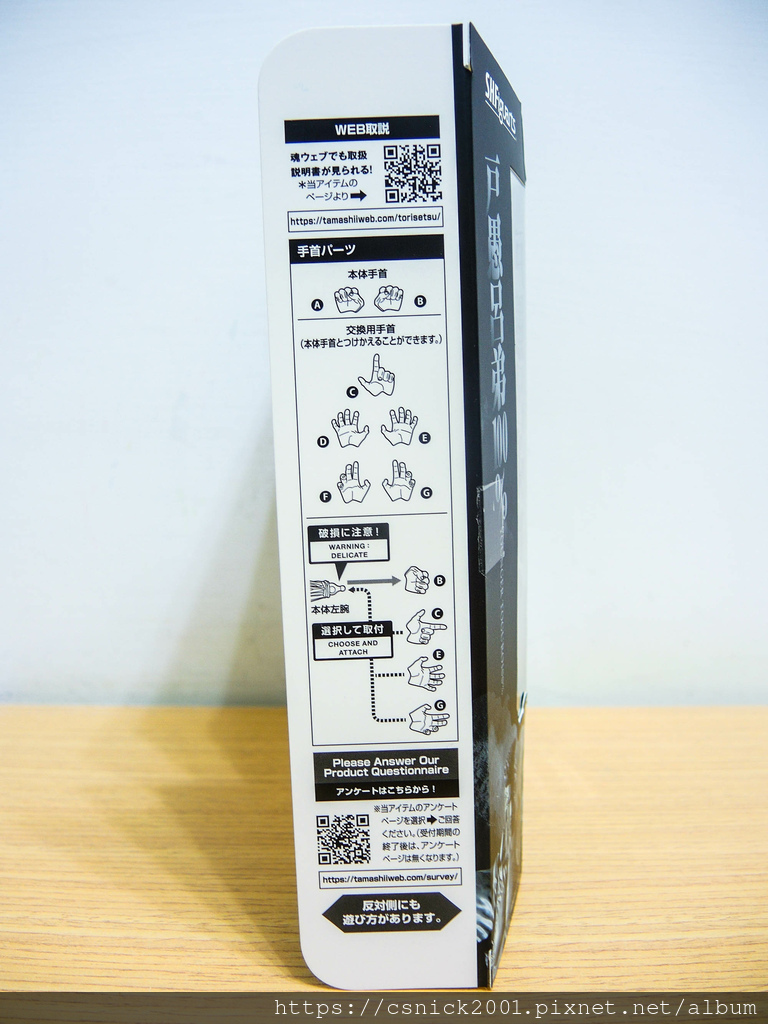 WEB取説
魂ウェブでも取扱
説明書が見られる!
＊当アイテムの
ページより➡
https://tamashiiweb.com/torisetsu/
手首パーツ
本体手首
A B
交換用手首
(本体手首とつけかえることができます。)
C
D E
F G
破損に注意!
WARNING:
DELICATE
B
本体左腕
C
選択して取付
CHOOSE AND
ATTACH
E
G
Please Answer Our
Product Questionnaire
アンケートはこちらから!
※当アイテムのアンケート
ページを選択➡ご回答
ください。(受付期間の
終了後は、アンケート
ページは無くなります。)
https://tamashiiweb.com/survey/
反対側にも
遊び方があります。
S.H.Figuarts
戸愚呂弟100%
https://csnick2001.pixnet.net/album